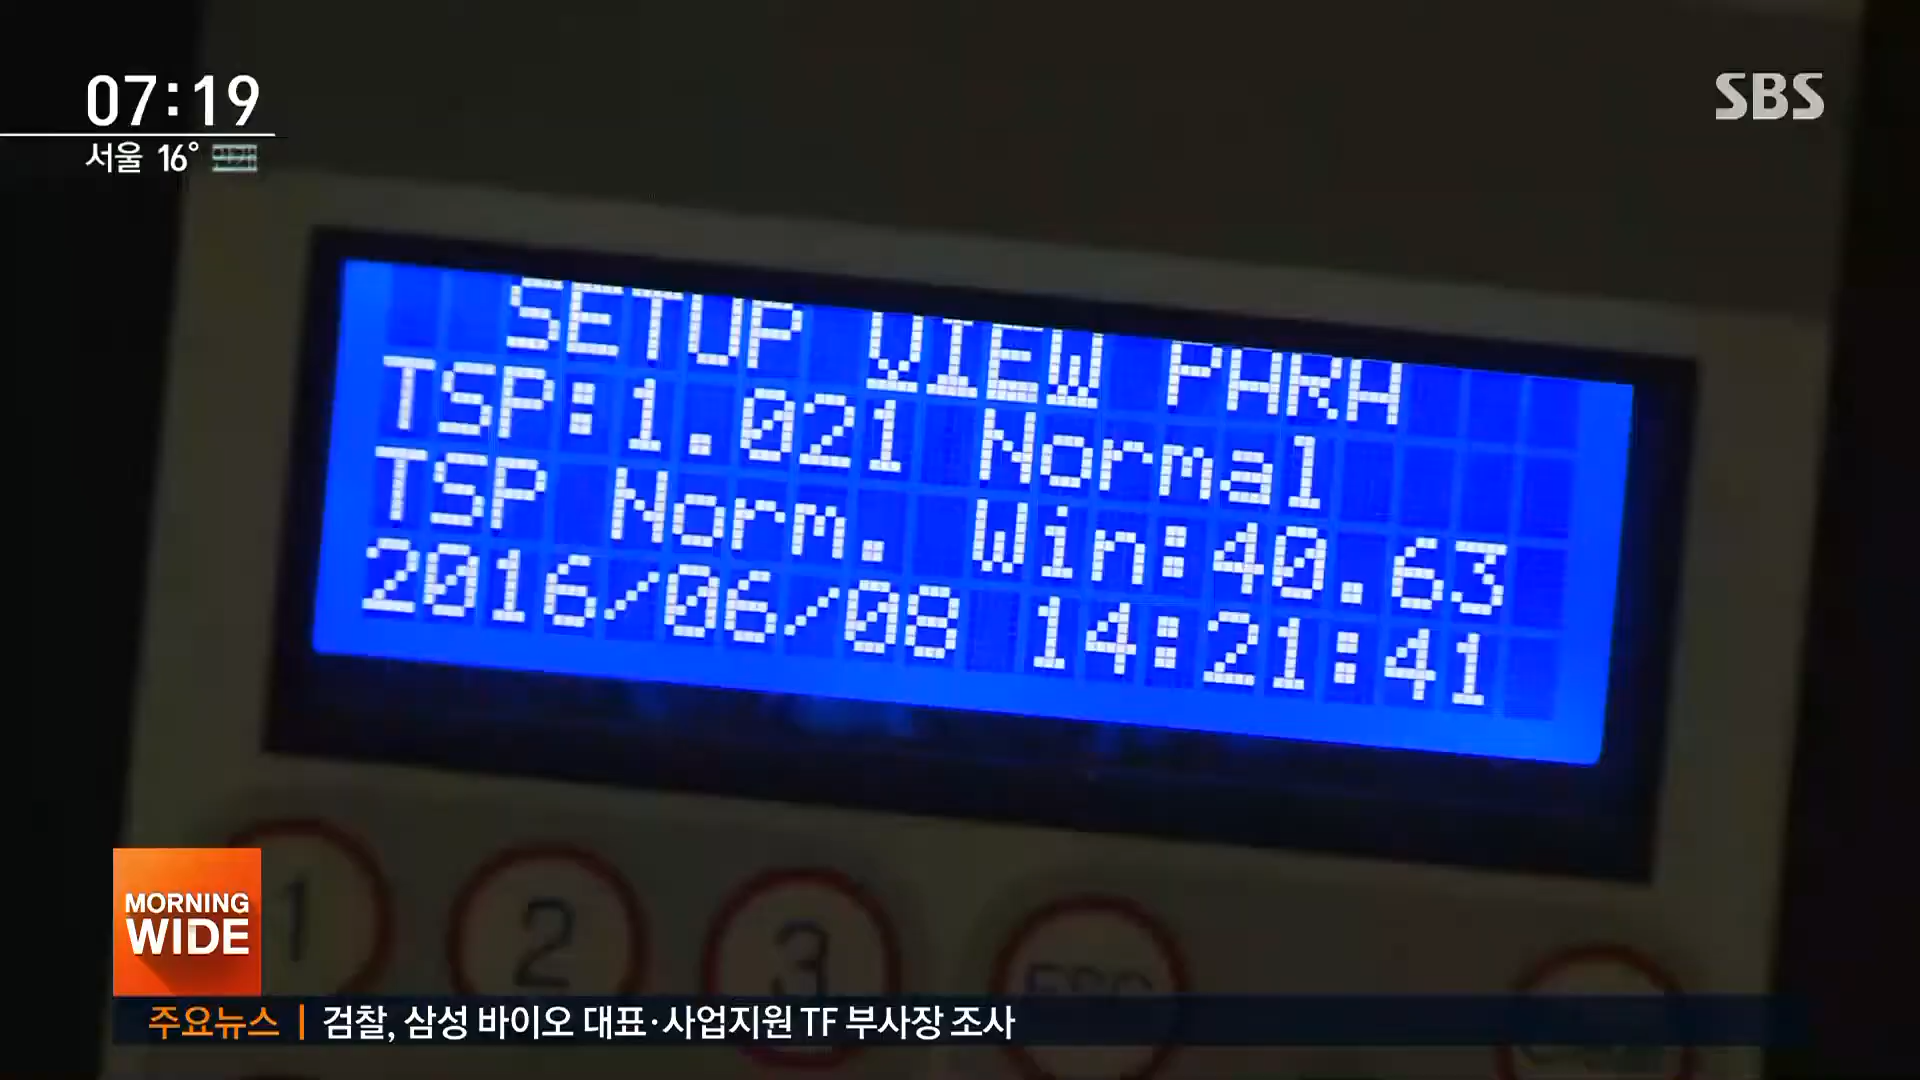 07:19
서울 16°
SBS
SETUP VIEW PARA
TSP:1.021 Normal
TSP Norm. Win:40.63
2016/06/08 14:21:41
1 2 3 ESC
MORNING
WIDE
주요뉴스 | 검찰, 삼성 바이오 대표·사업지원 TF 부사장 조사